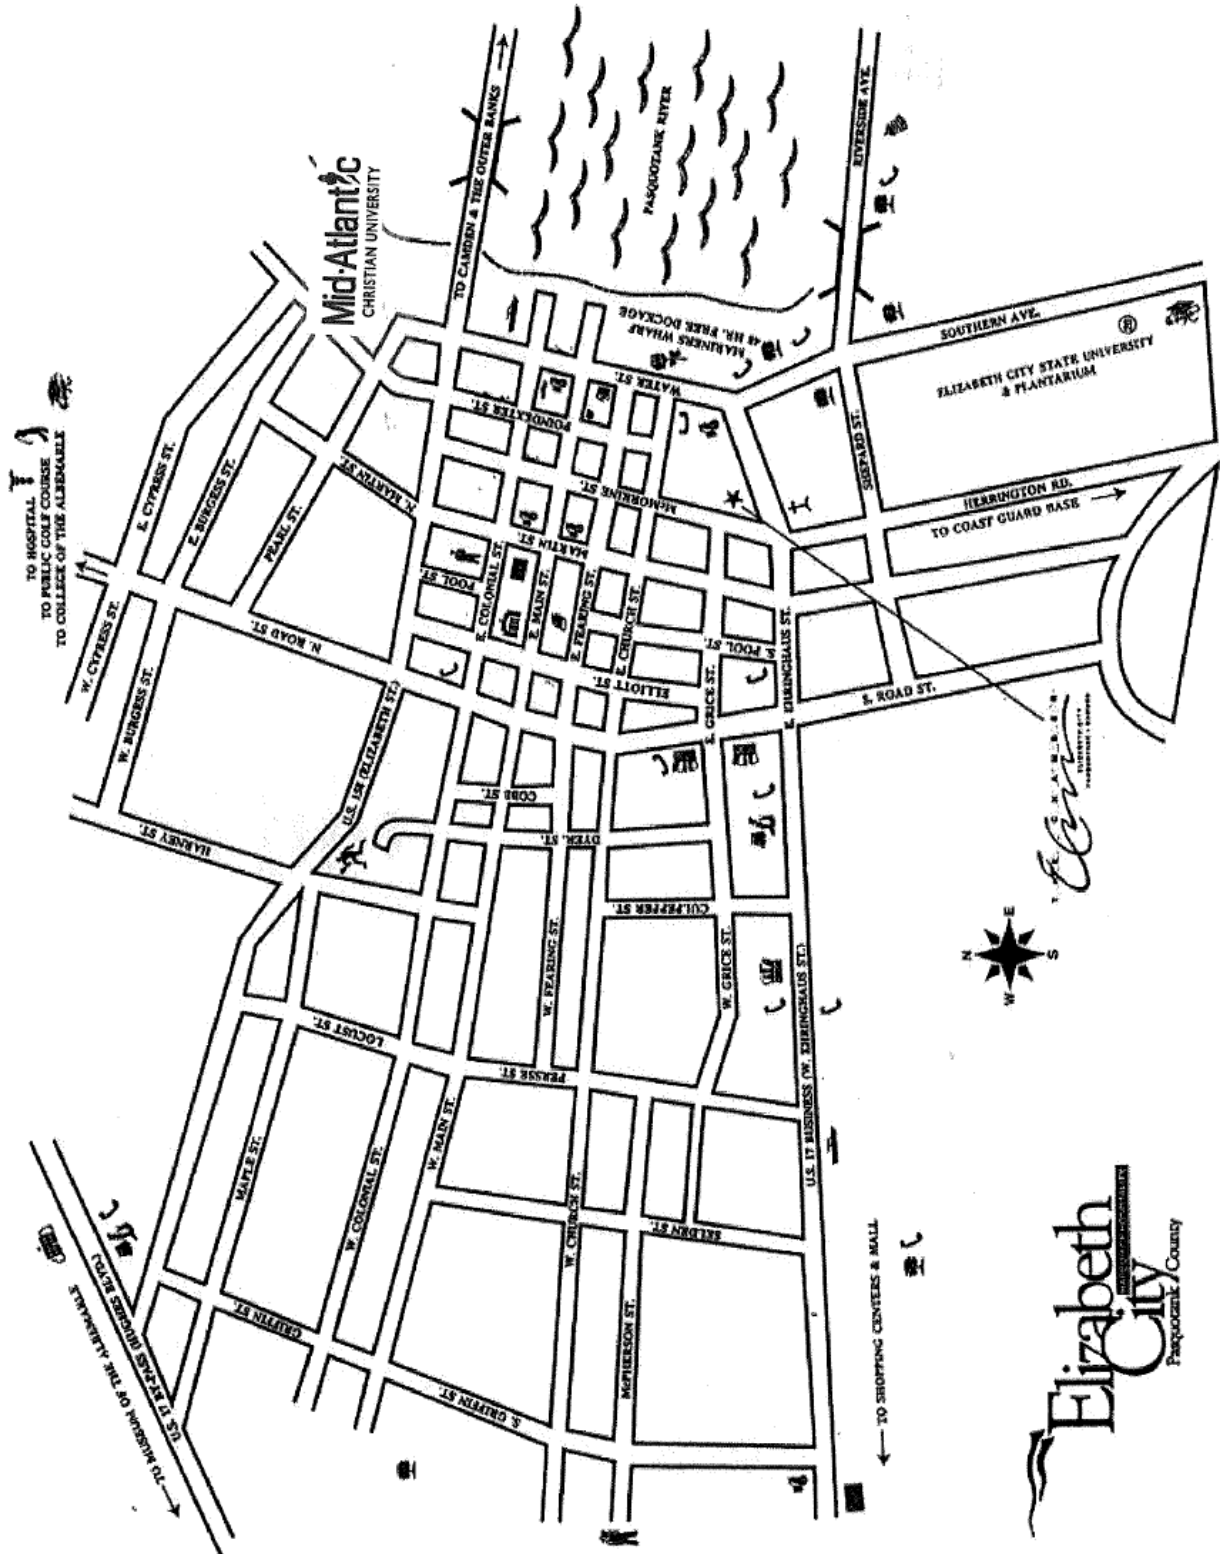 TO HOSPITAL
TO PUBLIC GOLF COURSE
TO COLLEGE OF THE ALBEMARLE
Mid-Atlantic
CHRISTIAN UNIVERSITY
TO CAMDEN & THE OUTER BANKS
PASQUOTANK RIVER
RIVERSIDE AVE.
E. CYPRESS ST.
E. BURGESS ST.
PEARL ST.
N. MARTIN ST.
W. CYPRESS ST.
W. BURGESS ST.
N. ROAD ST.
HARNEY ST.
U.S. 158 (ELIZABETH ST.)
POINDEXTER ST.
WATER ST.
MARINERS WHARF
48 HR. FREE DOCKAGE
McMORRINE ST.
MARTIN ST.
POOL ST.
E. COLONIAL ST.
E. MAIN ST.
E. FEARING ST.
E. CHURCH ST.
ELLIOTT ST.
S. POOL ST.
E. GRICE ST.
E. EHRINGHAUS ST.
SHEPARD ST.
SOUTHERN AVE.
ELIZABETH CITY STATE UNIVERSITY
& PLANTARIUM
HERRINGTON RD.
TO COAST GUARD BASE
S. ROAD ST.
COBB ST.
DYER. ST.
CULPEPPER ST.
W. FEARING ST.
W. GRICE ST.
U.S. 17 BUSINESS (W. EHRINGHAUS ST.)
LOCUST ST.
PERSSE ST.
MAPLE ST.
W. COLONIAL ST.
W. MAIN ST.
W. CHURCH ST.
SELDEN ST.
McPHERSON ST.
GRIFFIN ST.
S. GRIFFIN ST.
U.S. 17 BY-PASS (HUGHES BLVD.)
TO MUSEUM OF THE ALBEMARLE
TO SHOPPING CENTERS & MALL
N
E
S
W
Elizabeth
City
Pasquotank County